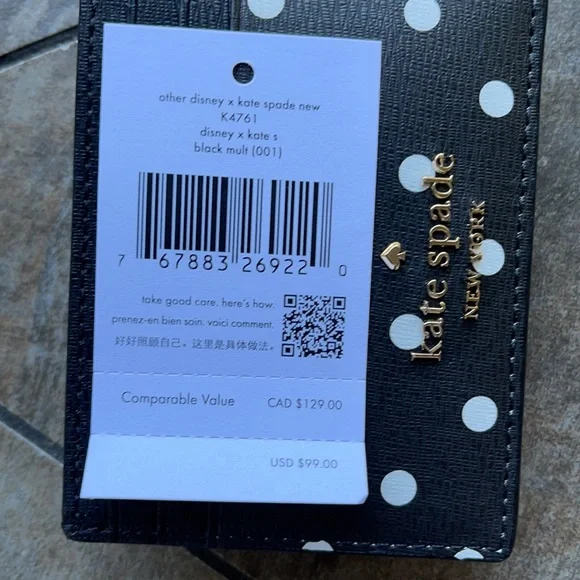 other disney x kate spade new
K4761
disney x kate s
black mult (001)
7 67883 26922 0
take good care. here's how.
prenez-en bien soin. voici comment.
好好照顾自己。这里是具体做法。
Comparable Value CAD $129.00
USD $99.00
kate spade
NEW YORK